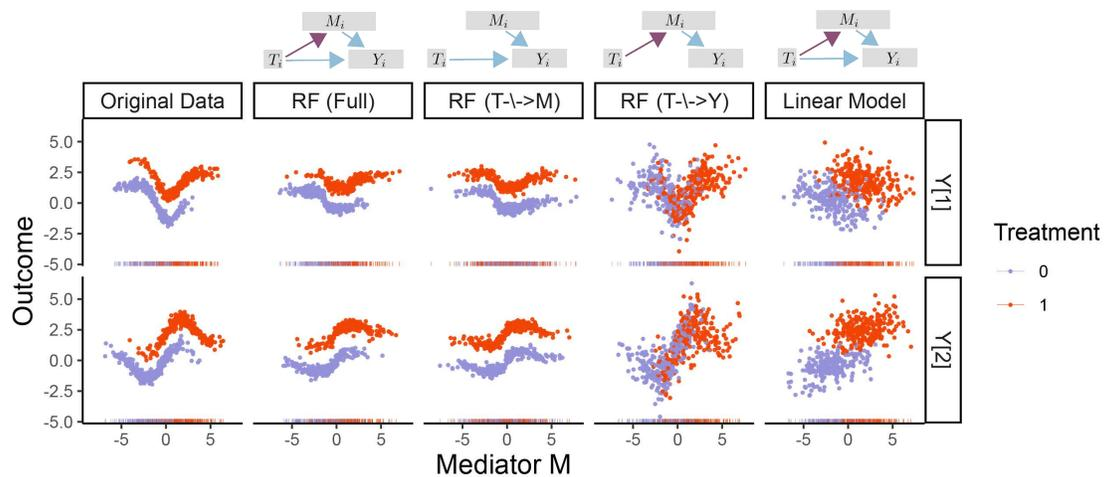 M_i M_i M_i M_i
T_i Y_i T_i Y_i T_i Y_i T_i Y_i
Original Data RF (Full) RF (T-\->M) RF (T-\->Y) Linear Model
5.0
2.5
0.0
-2.5
-5.0
Y[1]
5.0
2.5
0.0
-2.5
-5.0
Y[2]
Outcome
-5 0 5 -5 0 5 -5 0 5 -5 0 5 -5 0 5
Mediator M
Treatment
0
1